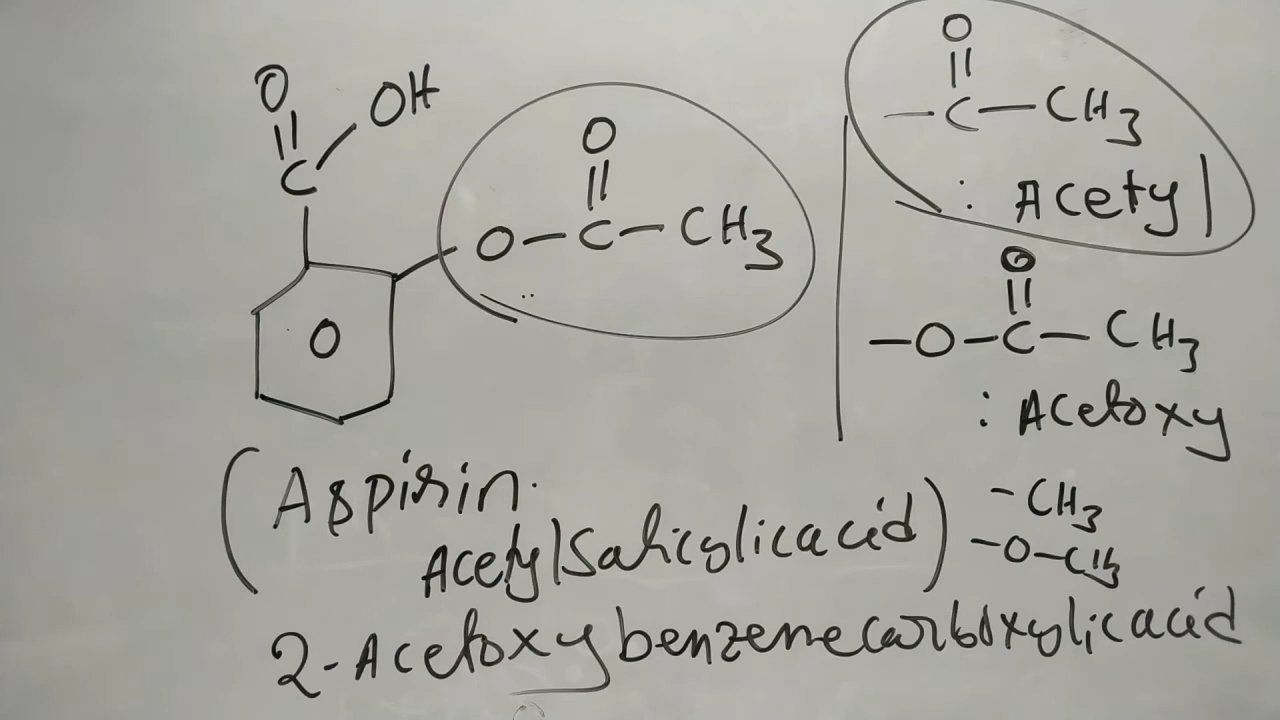 O
||
C
OH
O
O-C-CH3
||
O
O
||
-C-CH3
: Acetyl
O
||
-O-C-CH3
: Acetoxy
(Aspirin.
Acetylsalicylicacid)
-CH3
-O-CH3
2-Acetoxybenzenecarboxylicacid